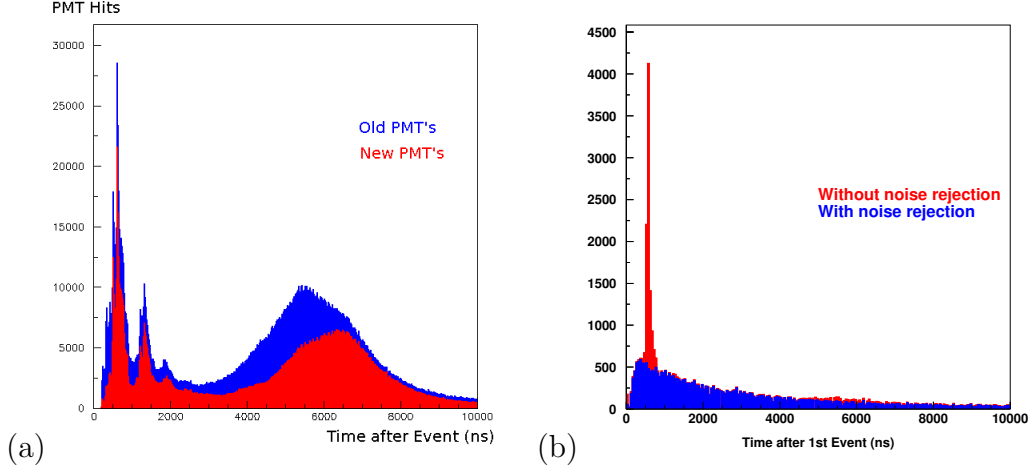 PMT Hits
30000
25000
20000
15000
10000
5000
0
0 2000 4000 6000 8000 10000
Old PMT's
New PMT's
Time after Event (ns)
(a)
4500
4000
3500
3000
2500
2000
1500
1000
500
0
0 2000 4000 6000 8000 10000
Without noise rejection
With noise rejection
Time after 1st Event (ns)
(b)